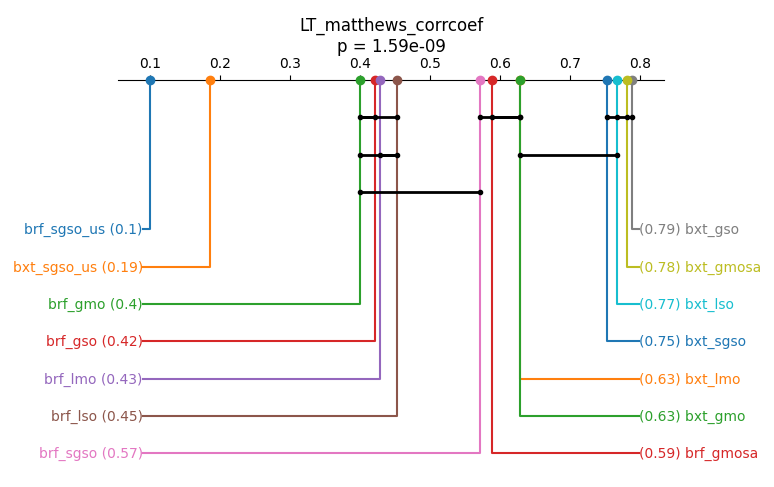 LT_matthews_corrcoef
p = 1.59e-09
0.1 0.2 0.3 0.4 0.5 0.6 0.7 0.8
brf_sgso_us (0.1) (0.79) bxt_gso
bxt_sgso_us (0.19) (0.78) bxt_gmosa
brf_gmo (0.4) (0.77) bxt_lso
brf_gso (0.42) (0.75) bxt_sgso
brf_lmo (0.43) (0.63) bxt_lmo
brf_lso (0.45) (0.63) bxt_gmo
brf_sgso (0.57) (0.59) brf_gmosa